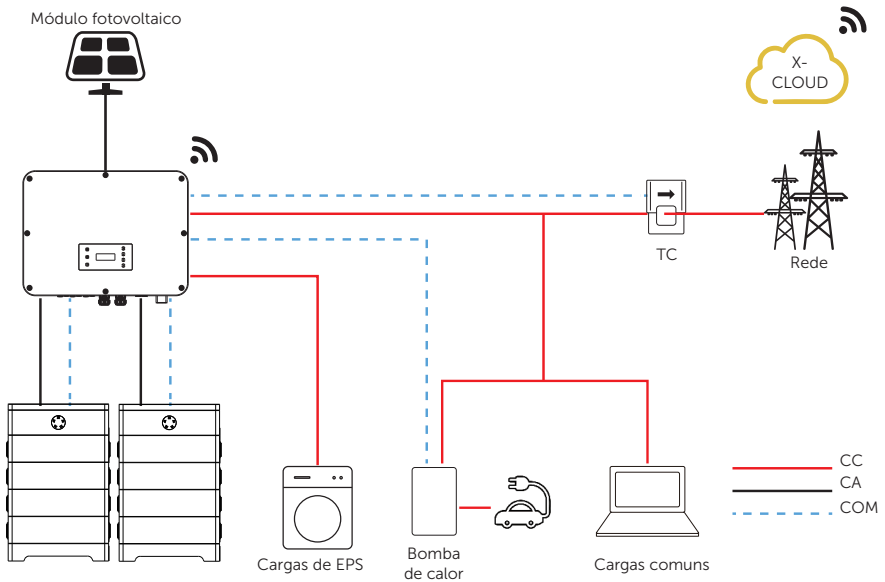 Módulo fotovoltaico
X-
CLOUD
TC
Rede
Cargas de EPS
Bomba
de calor
Cargas comuns
CC
CA
COM